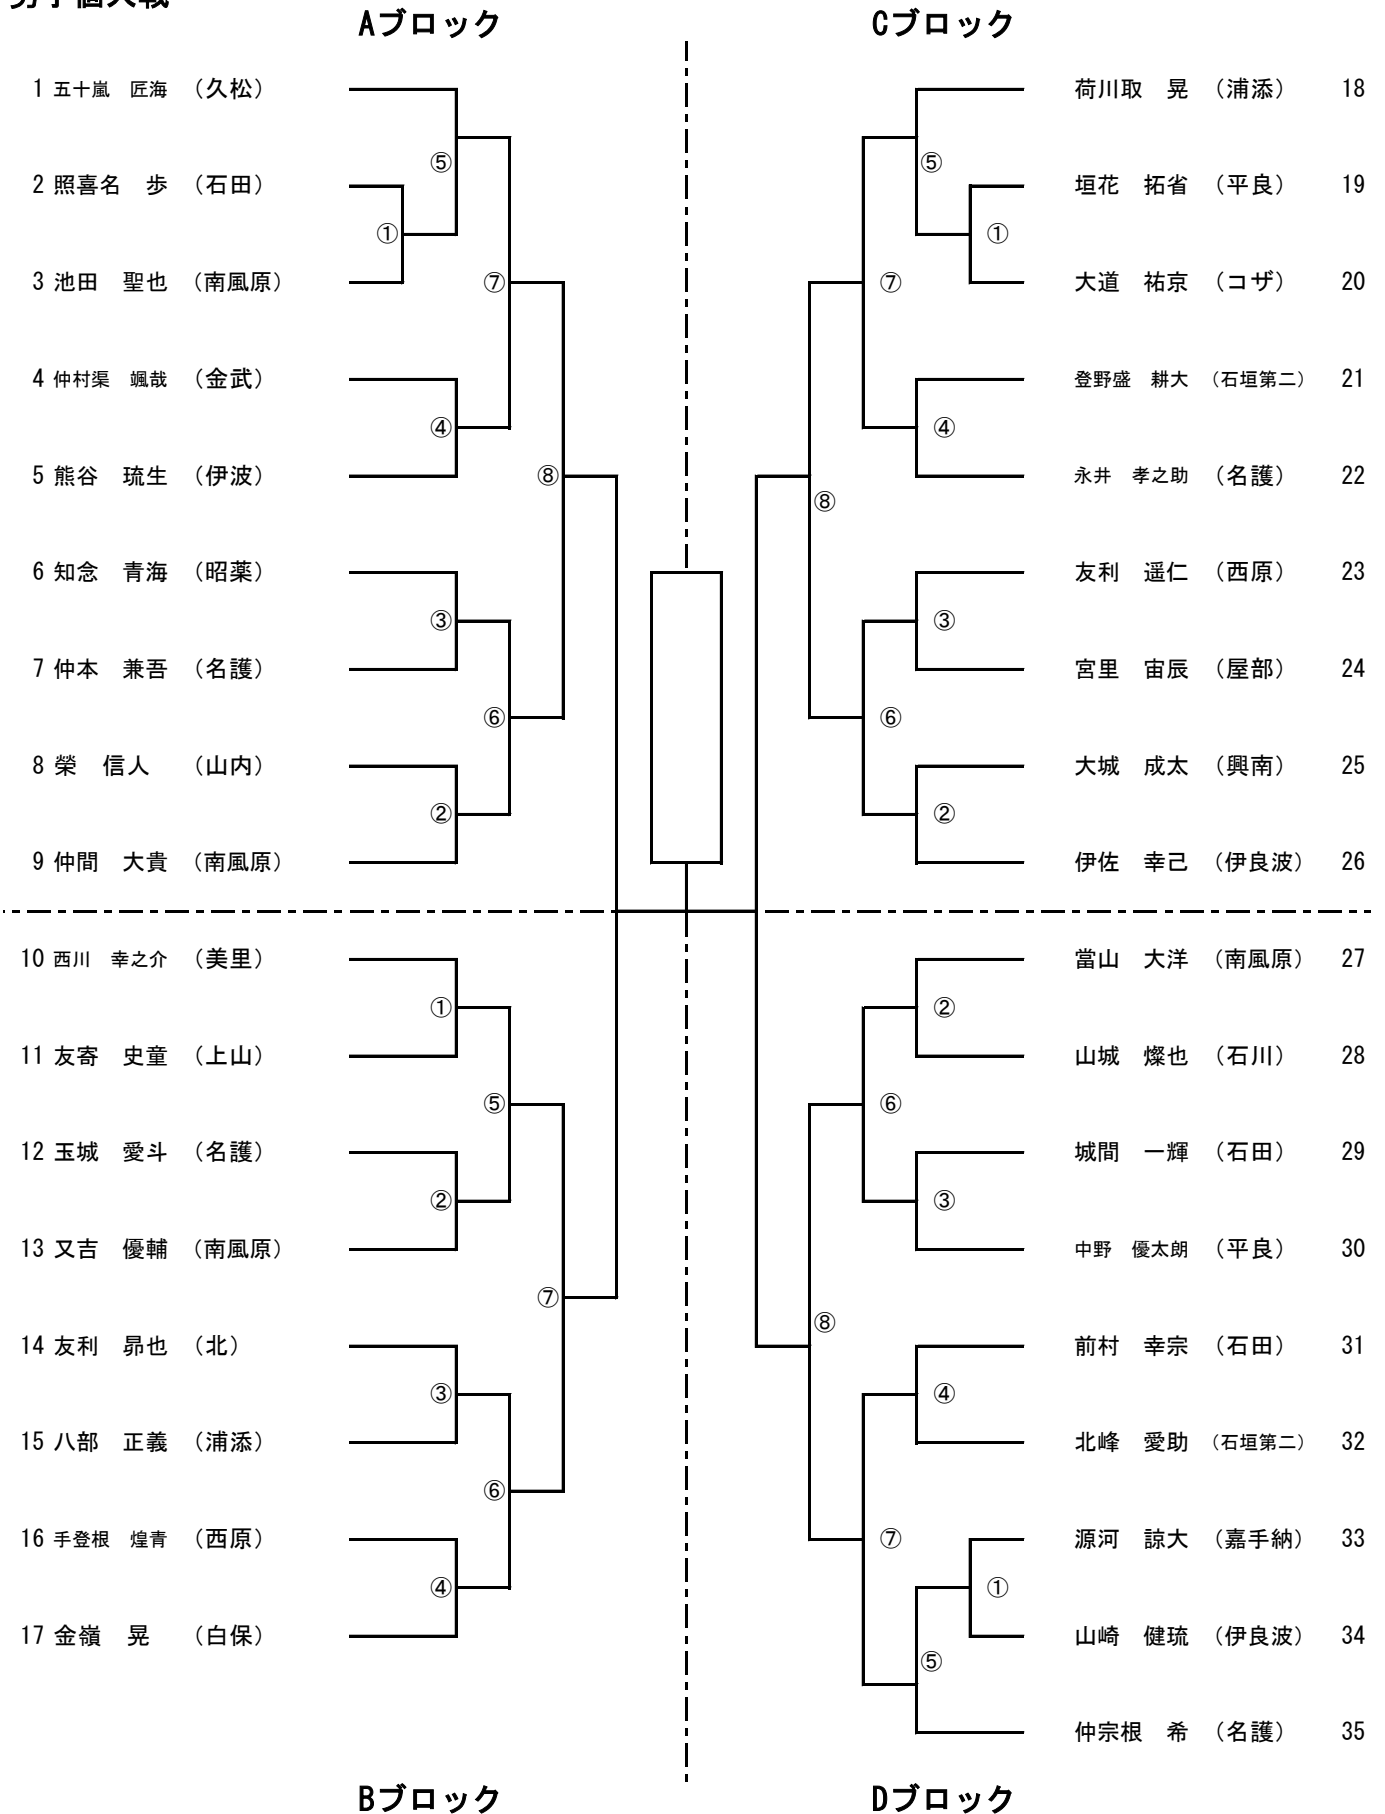 男子個人戦
Aブロック
1 五十嵐 匠海 （久松）
⑤
2 照喜名 歩 （石田）
①
3 池田 聖也 （南風原）
⑦
4 仲村渠 颯哉 （金武）
④
5 熊谷 琉生 （伊波）
⑧
6 知念 青海 （昭薬）
③
7 仲本 兼吾 （名護）
⑥
8 榮 信人 （山内）
②
9 仲間 大貴 （南風原）
10 西川 幸之介 （美里）
①
11 友寄 史童 （上山）
⑤
12 玉城 愛斗 （名護）
②
13 又吉 優輔 （南風原）
⑦
14 友利 昴也 （北）
③
15 八部 正義 （浦添）
⑥
16 手登根 煌青 （西原）
④
17 金嶺 晃 （白保）
Bブロック
Cブロック
荷川取 晃 （浦添） 18
⑤
垣花 拓省 （平良） 19
①
大道 祐京 （コザ） 20
⑦
登野盛 耕大 （石垣第二） 21
④
永井 孝之助 （名護） 22
⑧
友利 遥仁 （西原） 23
③
宮里 宙辰 （屋部） 24
⑥
大城 成太 （興南） 25
②
伊佐 幸己 （伊良波） 26
當山 大洋 （南風原） 27
②
山城 燦也 （石川） 28
⑥
城間 一輝 （石田） 29
③
中野 優太朗 （平良） 30
⑧
前村 幸宗 （石田） 31
④
北峰 愛助 （石垣第二） 32
⑦
源河 諒大 （嘉手納） 33
①
山崎 健琉 （伊良波） 34
⑤
仲宗根 希 （名護） 35
Dブロック